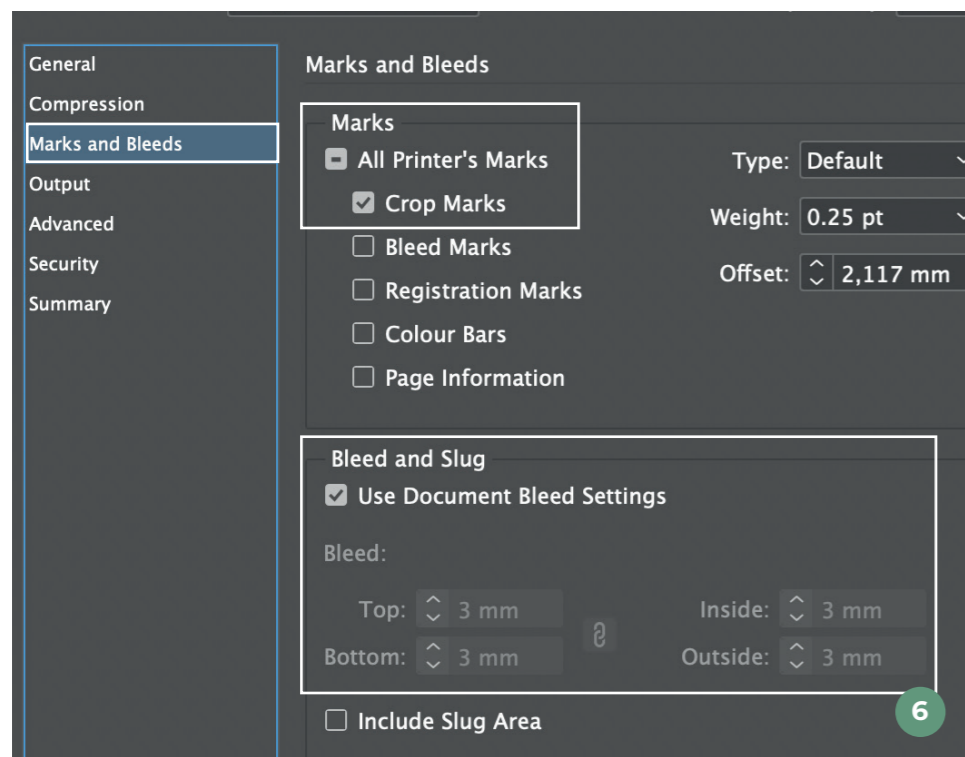 General
Compression
Marks and Bleeds
Output
Advanced
Security
Summary
Marks and Bleeds
Marks
All Printer's Marks
Crop Marks
Bleed Marks
Registration Marks
Colour Bars
Page Information
Type: Default
Weight: 0.25 pt
Offset: 2,117 mm
Bleed and Slug
Use Document Bleed Settings
Bleed:
Top: 3 mm Inside: 3 mm
Bottom: 3 mm Outside: 3 mm
Include Slug Area
6